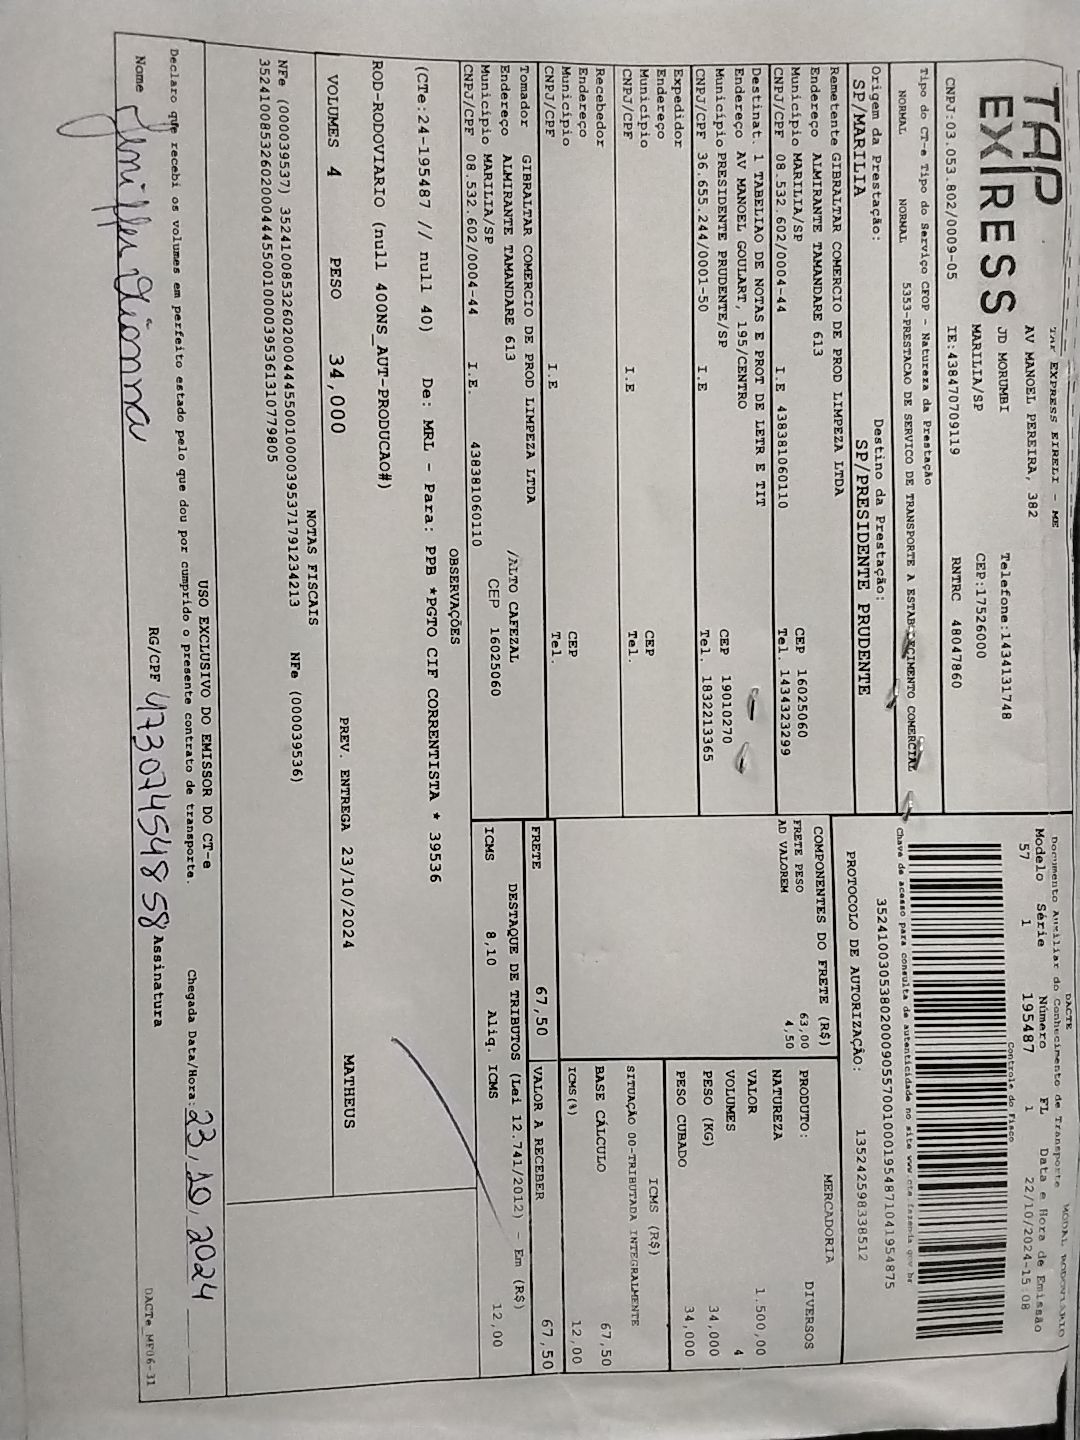 TAP
EXPRESS
TAP EXPRESS EIRELI - ME
AV MANOEL PEREIRA, 382
JD MORUMBI
MARILIA/SP
Telefone:1434131748
CEP:17526000
CNPJ:03.053.802/0009-05 IE:438470709119 RNTRC 48047860
Tipo do CT-e Tipo do Serviço CFOP - Natureza da Prestação
NORMAL NORMAL 5353-PRESTACAO DE SERVICO DE TRANSPORTE A ESTABELECIMENTO COMERCIAL
Origem da Prestação: Destino da Prestação:
SP/MARILIA SP/PRESIDENTE PRUDENTE
DACTE MODAL RODOVIARIO
Documento Auxiliar do Conhecimento de Transporte
Modelo Série Número FL Data e Hora de Emissão
57 1 195487 1 22/10/2024-15:08
Controle do Fisco
Chave de acesso para consulta de autenticidade no site www.cte.fazenda.gov.br
35241003053802000905570010001954871041954875
PROTOCOLO DE AUTORIZAÇÃO: 135242598338512
Remetente GIBRALTAR COMERCIO DE PROD LIMPEZA LTDA
Endereço ALMIRANTE TAMANDARE 613
Município MARILIA/SP CEP 16025060
CNPJ/CPF 08.532.602/0004-44 I.E 438381060110 Tel. 1434323299
Destinat. 1 TABELIAO DE NOTAS E PROT DE LETR E TIT
Endereço AV MANOEL GOULART, 195/CENTRO
Município PRESIDENTE PRUDENTE/SP CEP 19010270
CNPJ/CPF 36.655.244/0001-50 I.E Tel. 1832213365
Expedidor
Endereço
Município CEP
CNPJ/CPF I.E Tel.
Recebedor
Endereço
Município CEP
CNPJ/CPF I.E Tel.
Tomador GIBRALTAR COMERCIO DE PROD LIMPEZA LTDA
Endereço ALMIRANTE TAMANDARE 613 /ALTO CAFEZAL
Município MARILIA/SP CEP 16025060
CNPJ/CPF 08.532.602/0004-44 I.E. 438381060110
COMPONENTES DO FRETE (R$)
FRETE PESO 63,00
AD VALOREM 4,50
MERCADORIA
PRODUTO: DIVERSOS
NATUREZA
VALOR 1.500,00
VOLUMES 4
PESO (KG) 34,000
PESO CUBADO 34,000
ICMS (R$)
SITUAÇÃO 00-TRIBUTADA INTEGRALMENTE
BASE CÁLCULO 67,50
ICMS(%) 12,00
FRETE 67,50 VALOR A RECEBER 67,50
DESTAQUE DE TRIBUTOS (Lei 12.741/2012) - Em (R$)
ICMS 8,10 Aliq. ICMS 12,00
OBSERVAÇÕES
(CTe:24-195487 // null 40) De: MRL - Para: PPB *PGTO CIF CORRENTISTA * 39536
ROD-RODOVIARIO (null 400NS_AUT-PRODUCAO#)
VOLUMES 4 PESO 34,000 PREV. ENTREGA 23/10/2024 MATHEUS
NOTAS FISCAIS
NFe (000039537) 35241008532602000444550010000395371791234213 NFe (000039536)
35241008532602000444550010000395361310779805
USO EXCLUSIVO DO EMISSOR DO CT-e
Declaro que recebi os volumes em perfeito estado pelo que dou por cumprido o presente contrato de transporte. Chegada Data/Hora: 23/10/2024
Nome RG/CPF 47307454858 Assinatura
DACTe_MF06-31